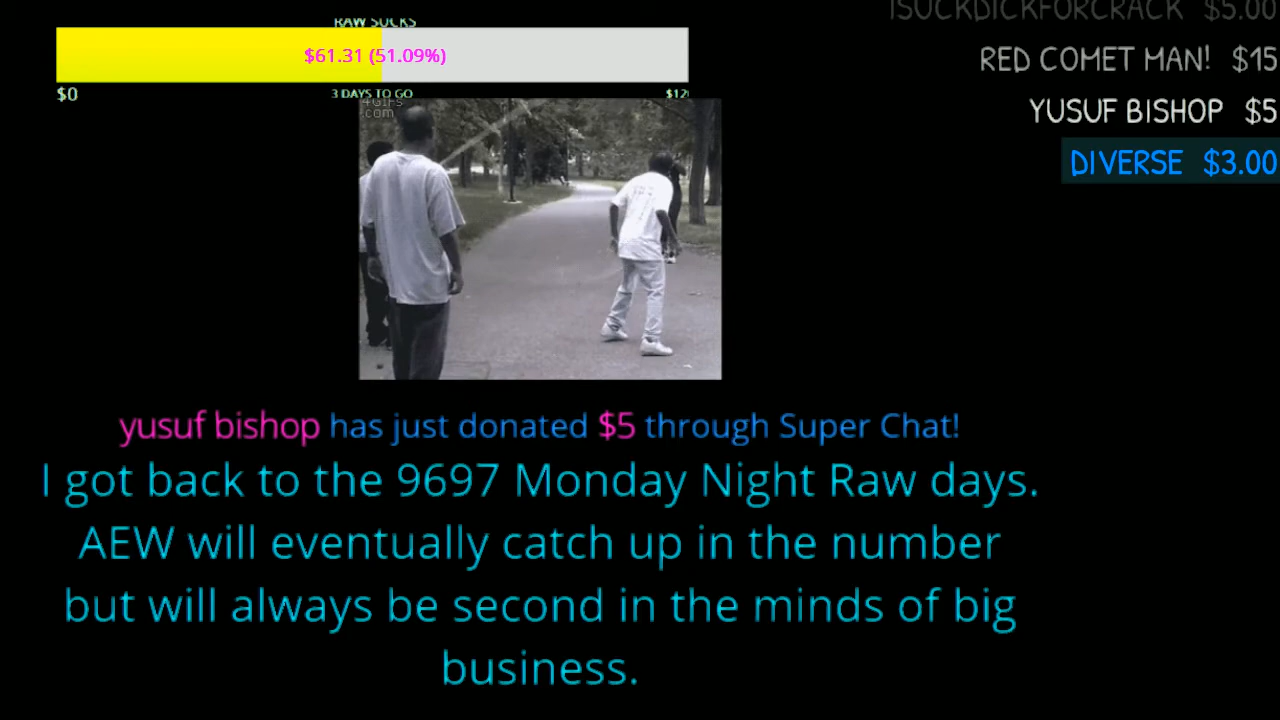 RAW SUCKS
$61.31 (51.09%)
$0
3 DAYS TO GO
$12
4GIFs
.com
ISUCKDICKFORCRACK $5.00
RED COMET MAN! $15
YUSUF BISHOP $5
DIVERSE $3.00
yusuf bishop has just donated $5 through Super Chat!
I got back to the 9697 Monday Night Raw days.
AEW will eventually catch up in the number
but will always be second in the minds of big
business.